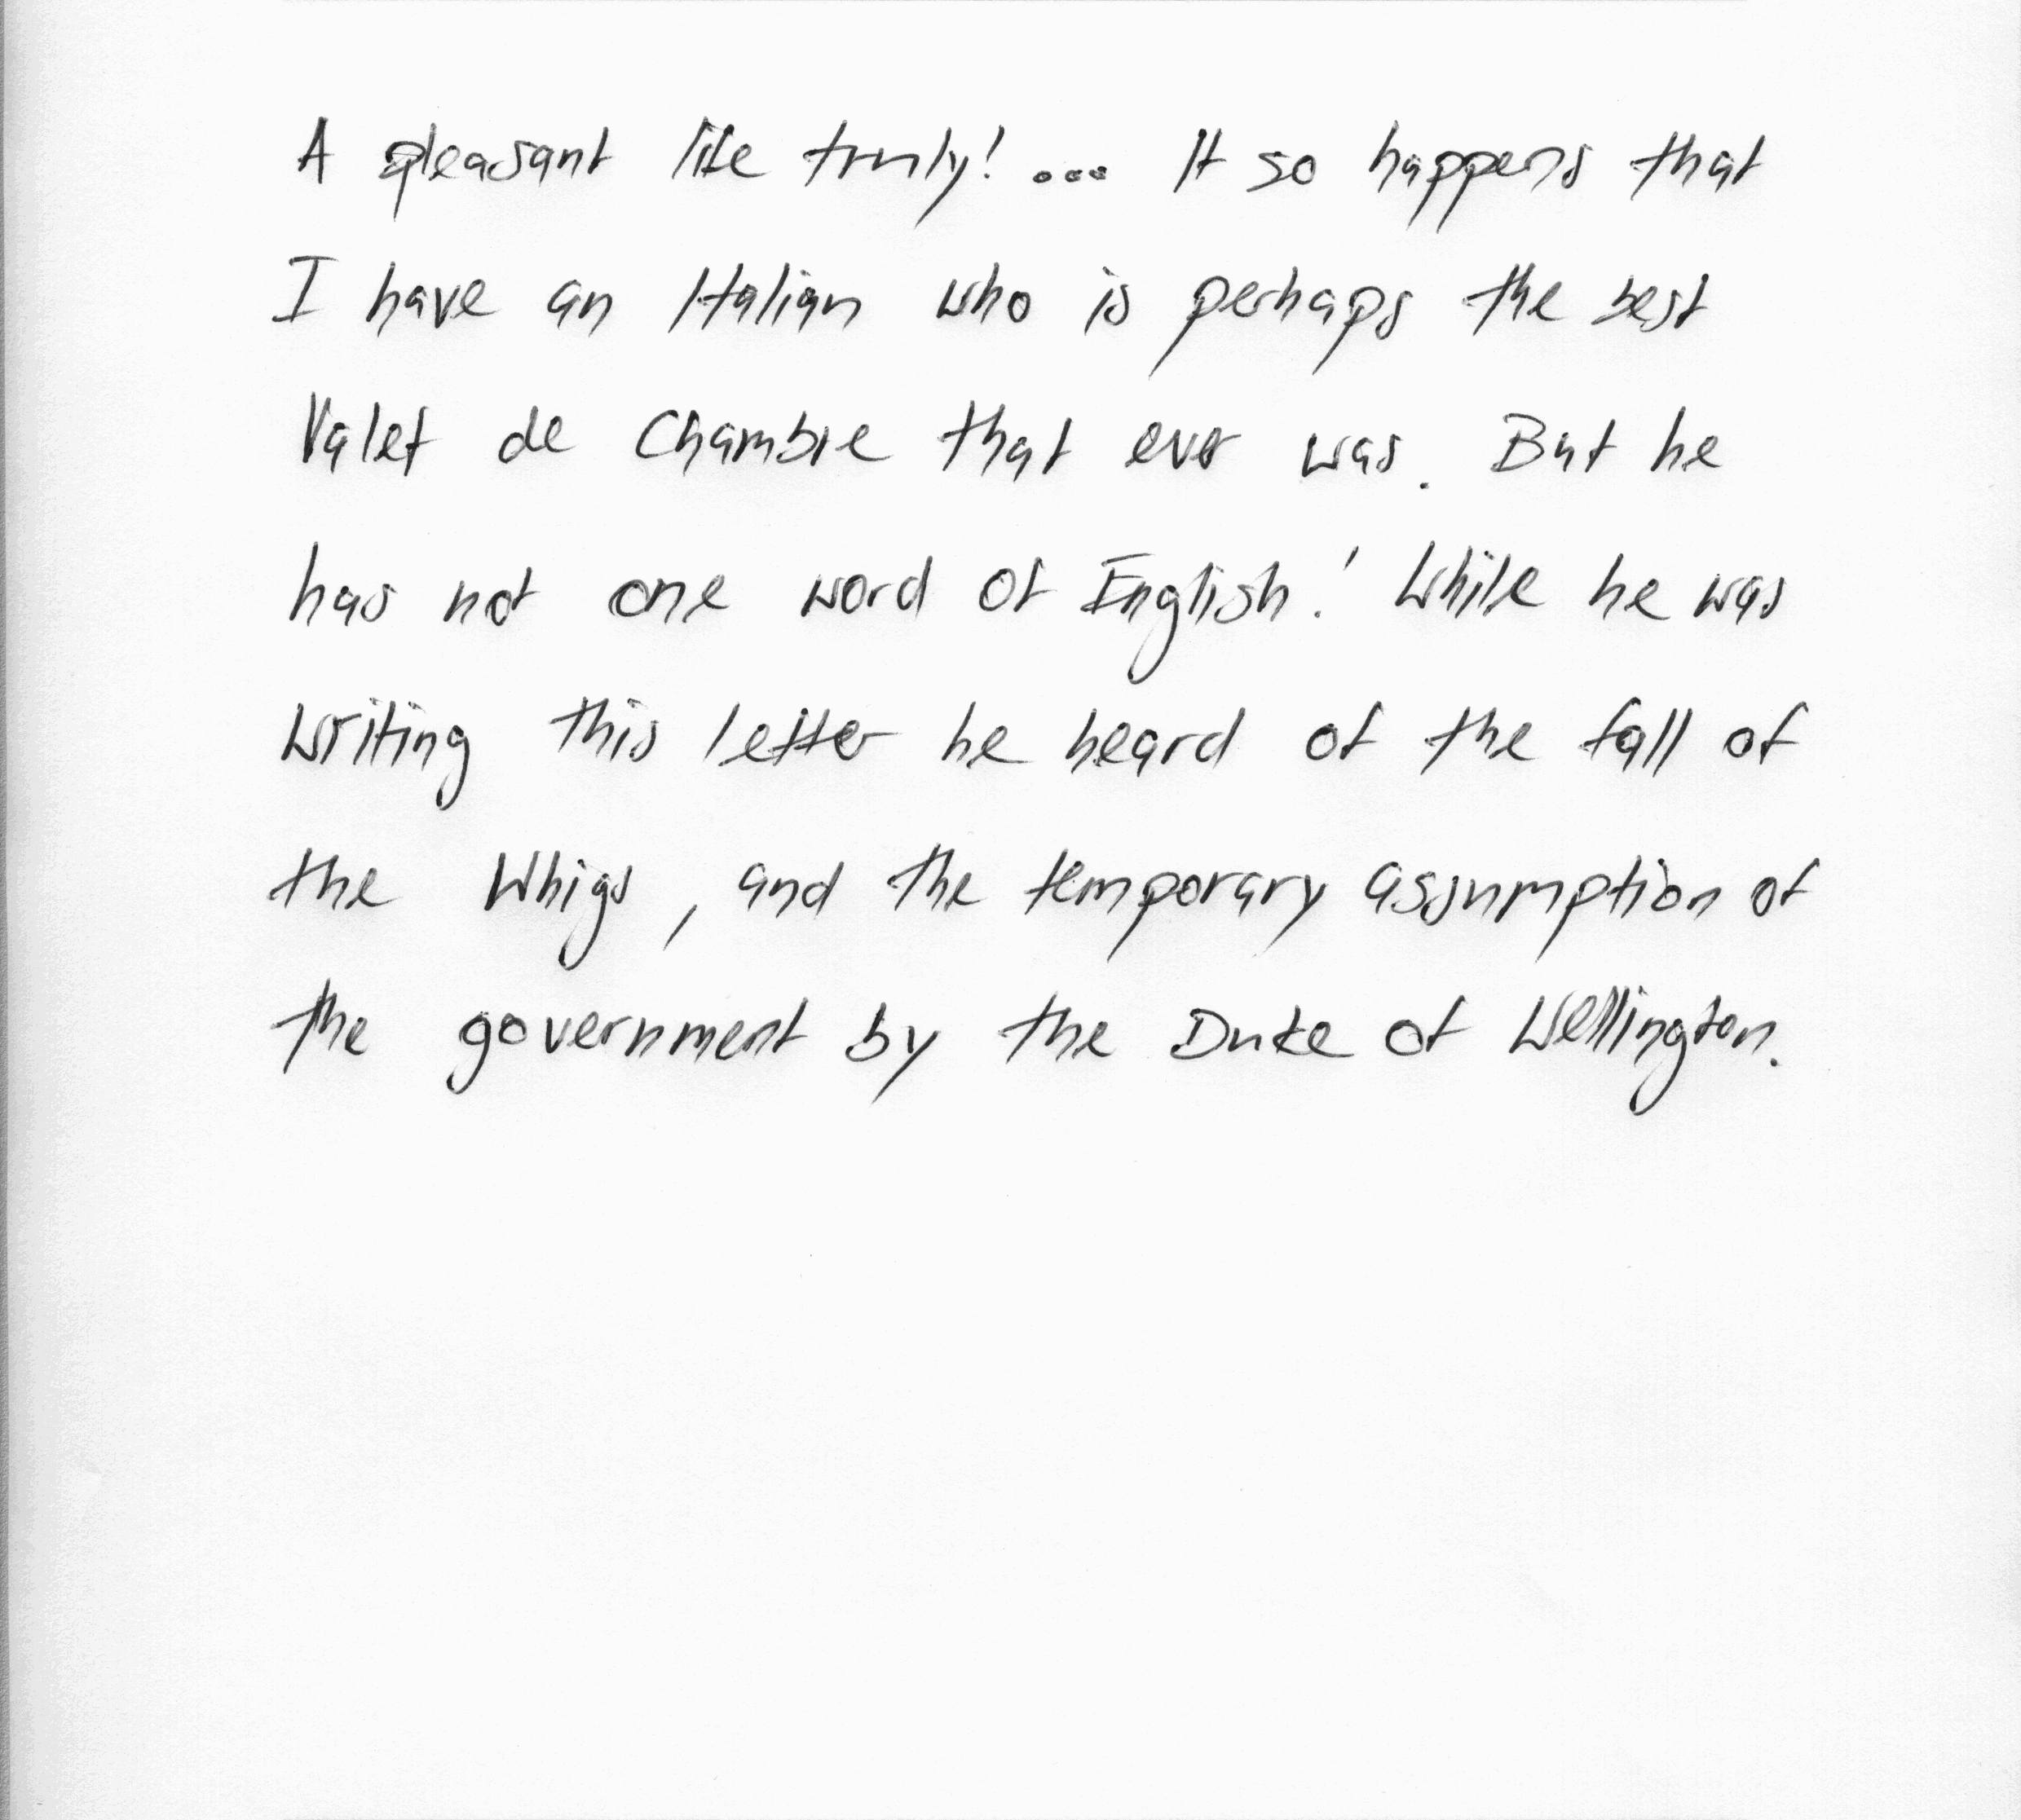 A pleasant life truly! ... It so happens that
I have an Italian who is perhaps the best
Valet de Chambre that ever was. But he
has not one word of English! While he was
writing this letter he heard of the fall of
the Whigs, and the temporary assumption of
the government by the Duke of Wellington.